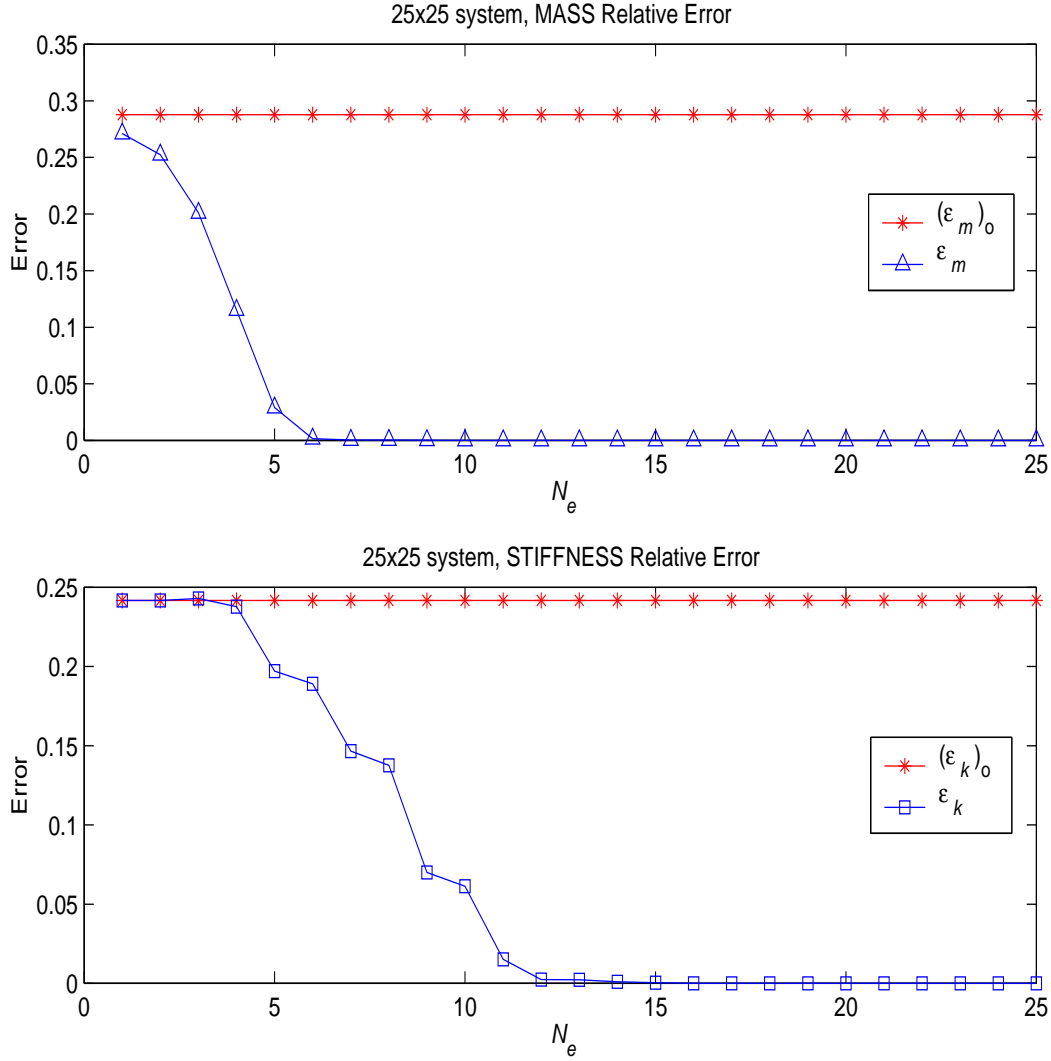 25x25 system, MASS Relative Error
0.35
0.3
0.25
0.2
0.15
0.1
0.05
0
Error
(ε m)o
ε m
0 5 10 15 20 25
N e
25x25 system, STIFFNESS Relative Error
0.25
0.2
0.15
0.1
0.05
0
Error
(ε k)o
ε k
0 5 10 15 20 25
N e